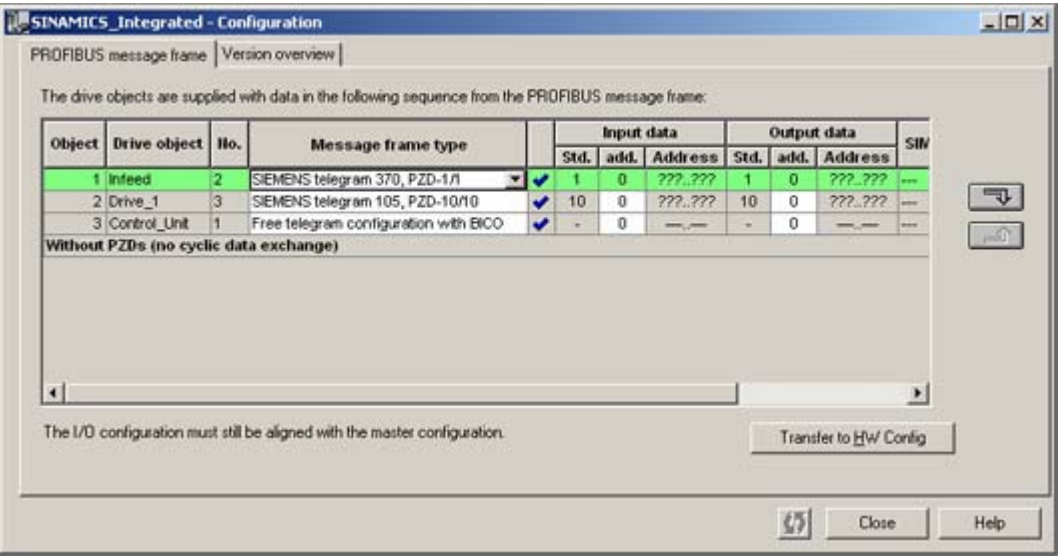 SINAMICS_Integrated - Configuration
PROFIBUS message frame Version overview
The drive objects are supplied with data in the following sequence from the PROFIBUS message frame:
Object Drive object No. Message frame type Input data Output data SIM
Std. add. Address Std. add. Address
1 Infeed 2 SIEMENS telegram 370, PZD-1/1 1 0 ???..??? 1 0 ???..??? ---
2 Drive_1 3 SIEMENS telegram 105, PZD-10/10 10 0 ???..??? 10 0 ???..??? ---
3 Control_Unit 1 Free telegram configuration with BICO - 0 ---..--- - 0 ---..--- ---
Without PZDs (no cyclic data exchange)
The I/O configuration must still be aligned with the master configuration.
Transfer to HW Config
Close Help